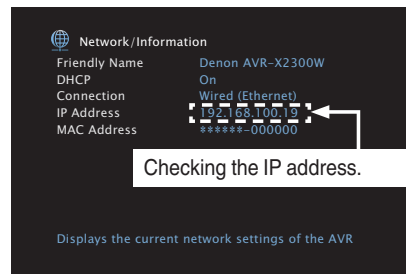 Network/Information
Friendly Name Denon AVR-X2300W
DHCP On
Connection Wired (Ethernet)
IP Address 192.168.100.19
MAC Address ******-000000
Checking the IP address.
Displays the current network settings of the AVR